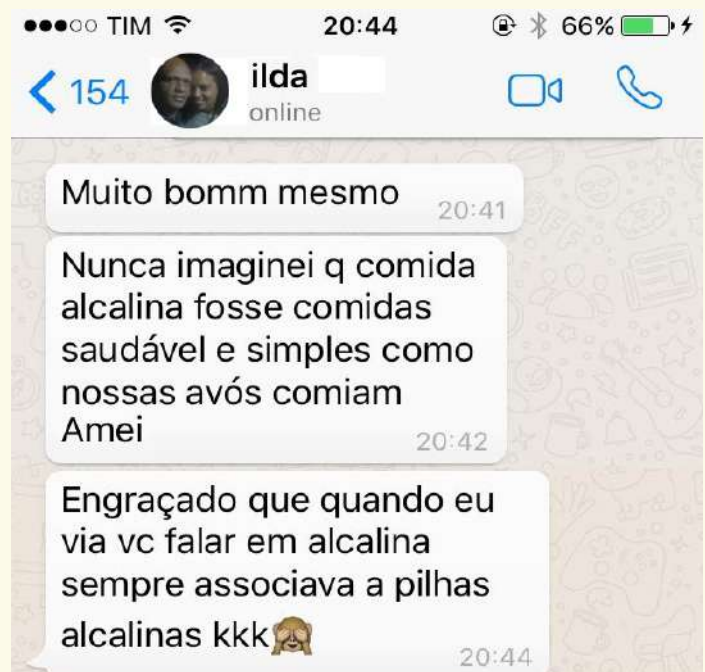 TIM 20:44 66%
154 ilda
online
Muito bomm mesmo 20:41
Nunca imaginei q comida
alcalina fosse comidas
saudável e simples como
nossas avós comiam
Amei 20:42
Engraçado que quando eu
via vc falar em alcalina
sempre associava a pilhas
alcalinas kkk🙈
20:44